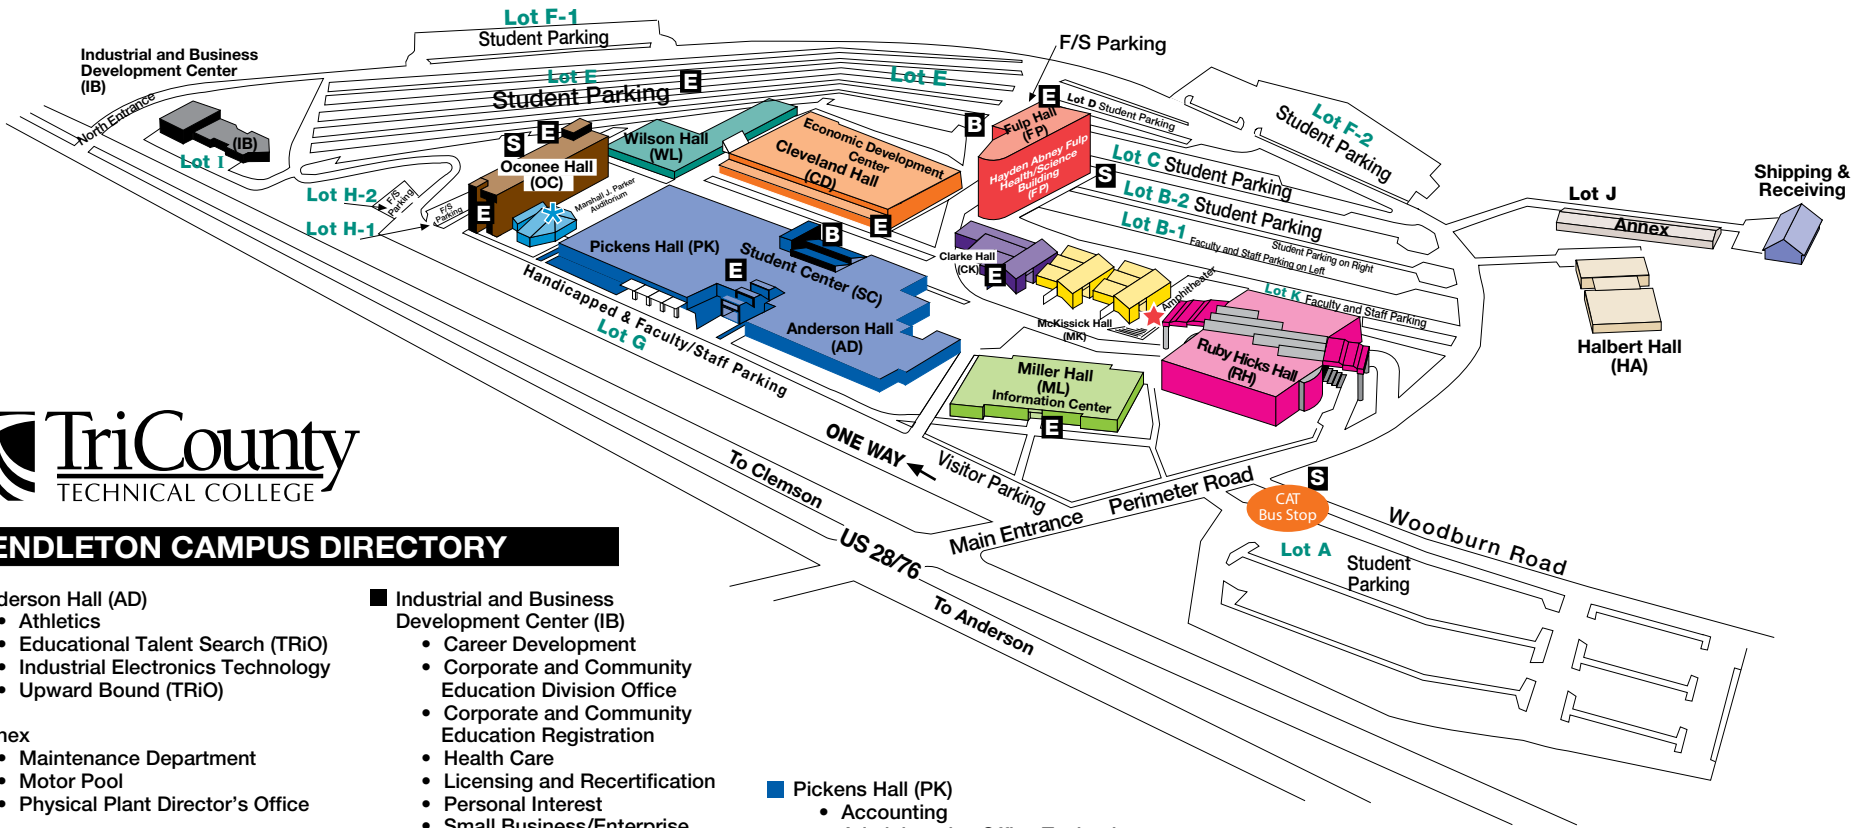 Lot F-1
Student Parking
F/S Parking
Industrial and Business
Development Center
(IB)
North Entrance
(IB)
Lot I
Lot E
Student Parking
E
Lot E
E
Lot D Student Parking
Lot F-2
Student Parking
B
Fulp Hall
(FP)
Hayden Abney Fulp
Health/Science
Building
(FP)
S
E
Oconee Hall
(OC)
Wilson Hall
(WL)
Economic Development
Center
Cleveland Hall
(CD)
E
Lot C Student Parking
S
Lot B-2 Student Parking
Lot B-1
Student Parking on Right
Faculty and Staff Parking on Left
Lot K Faculty and Staff Parking
Shipping &
Receiving
Lot J
Annex
Halbert Hall
(HA)
Lot H-2
F/S
Parking
Lot H-1
F/S
Parking
E
Marshall J. Parker
Auditorium
Pickens Hall (PK)
B
Student Center (SC)
E
Anderson Hall
(AD)
Clarke Hall
(CK)
E
McKissick Hall
(MK)
Amphitheater
Ruby Hicks Hall
(RH)
Miller Hall
(ML)
Information Center
E
Handicapped & Faculty/Staff Parking
Lot G
ONE WAY
Visitor Parking
To Clemson
US 28/76
To Anderson
Main Entrance
Perimeter Road
S
CAT
Bus Stop
Woodburn Road
Lot A
Student
Parking
TriCounty
TECHNICAL COLLEGE
ENDLETON CAMPUS DIRECTORY
derson Hall (AD)
• Athletics
• Educational Talent Search (TRiO)
• Industrial Electronics Technology
• Upward Bound (TRiO)
nex
• Maintenance Department
• Motor Pool
• Physical Plant Director's Office
Industrial and Business
Development Center (IB)
• Career Development
• Corporate and Community
Education Division Office
• Corporate and Community
Education Registration
• Health Care
• Licensing and Recertification
• Personal Interest
• Small Business/Enterprise
Pickens Hall (PK)
• Accounting